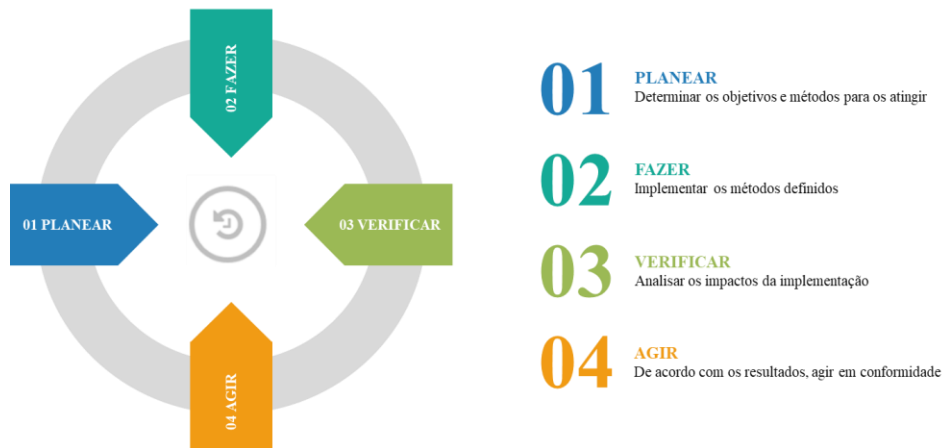 02 FAZER
01 PLANEAR
03 VERIFICAR
04 AGIR
01
PLANEAR
Determinar os objetivos e métodos para os atingir
02
FAZER
Implementar os métodos definidos
03
VERIFICAR
Analisar os impactos da implementação
04
AGIR
De acordo com os resultados, agir em conformidade